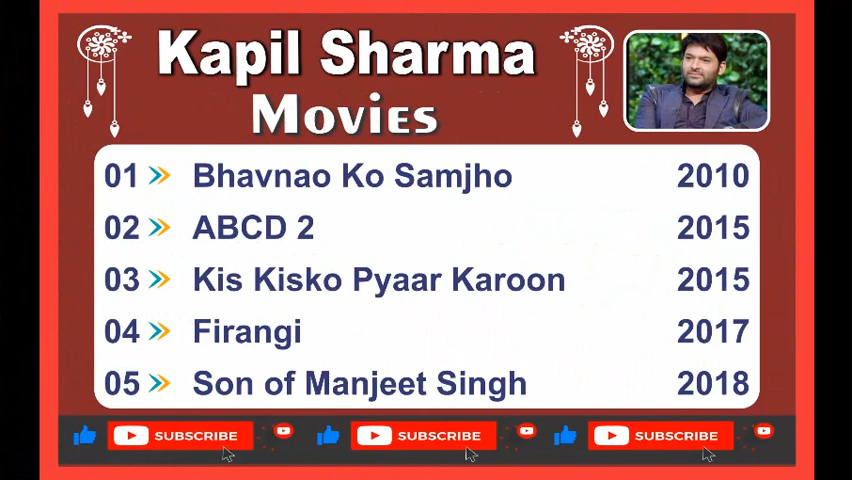 Kapil Sharma
Movies
01 Bhavnao Ko Samjho 2010
02 ABCD 2 2015
03 Kis Kisko Pyaar Karoon 2015
04 Firangi 2017
05 Son of Manjeet Singh 2018
SUBSCRIBE SUBSCRIBE SUBSCRIBE